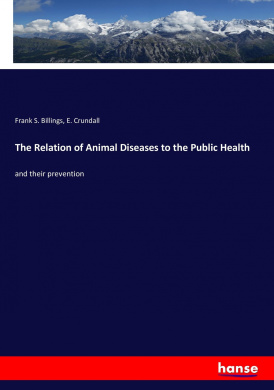 Frank S. Billings, E. Crundall
The Relation of Animal Diseases to the Public Health
and their prevention
hanse